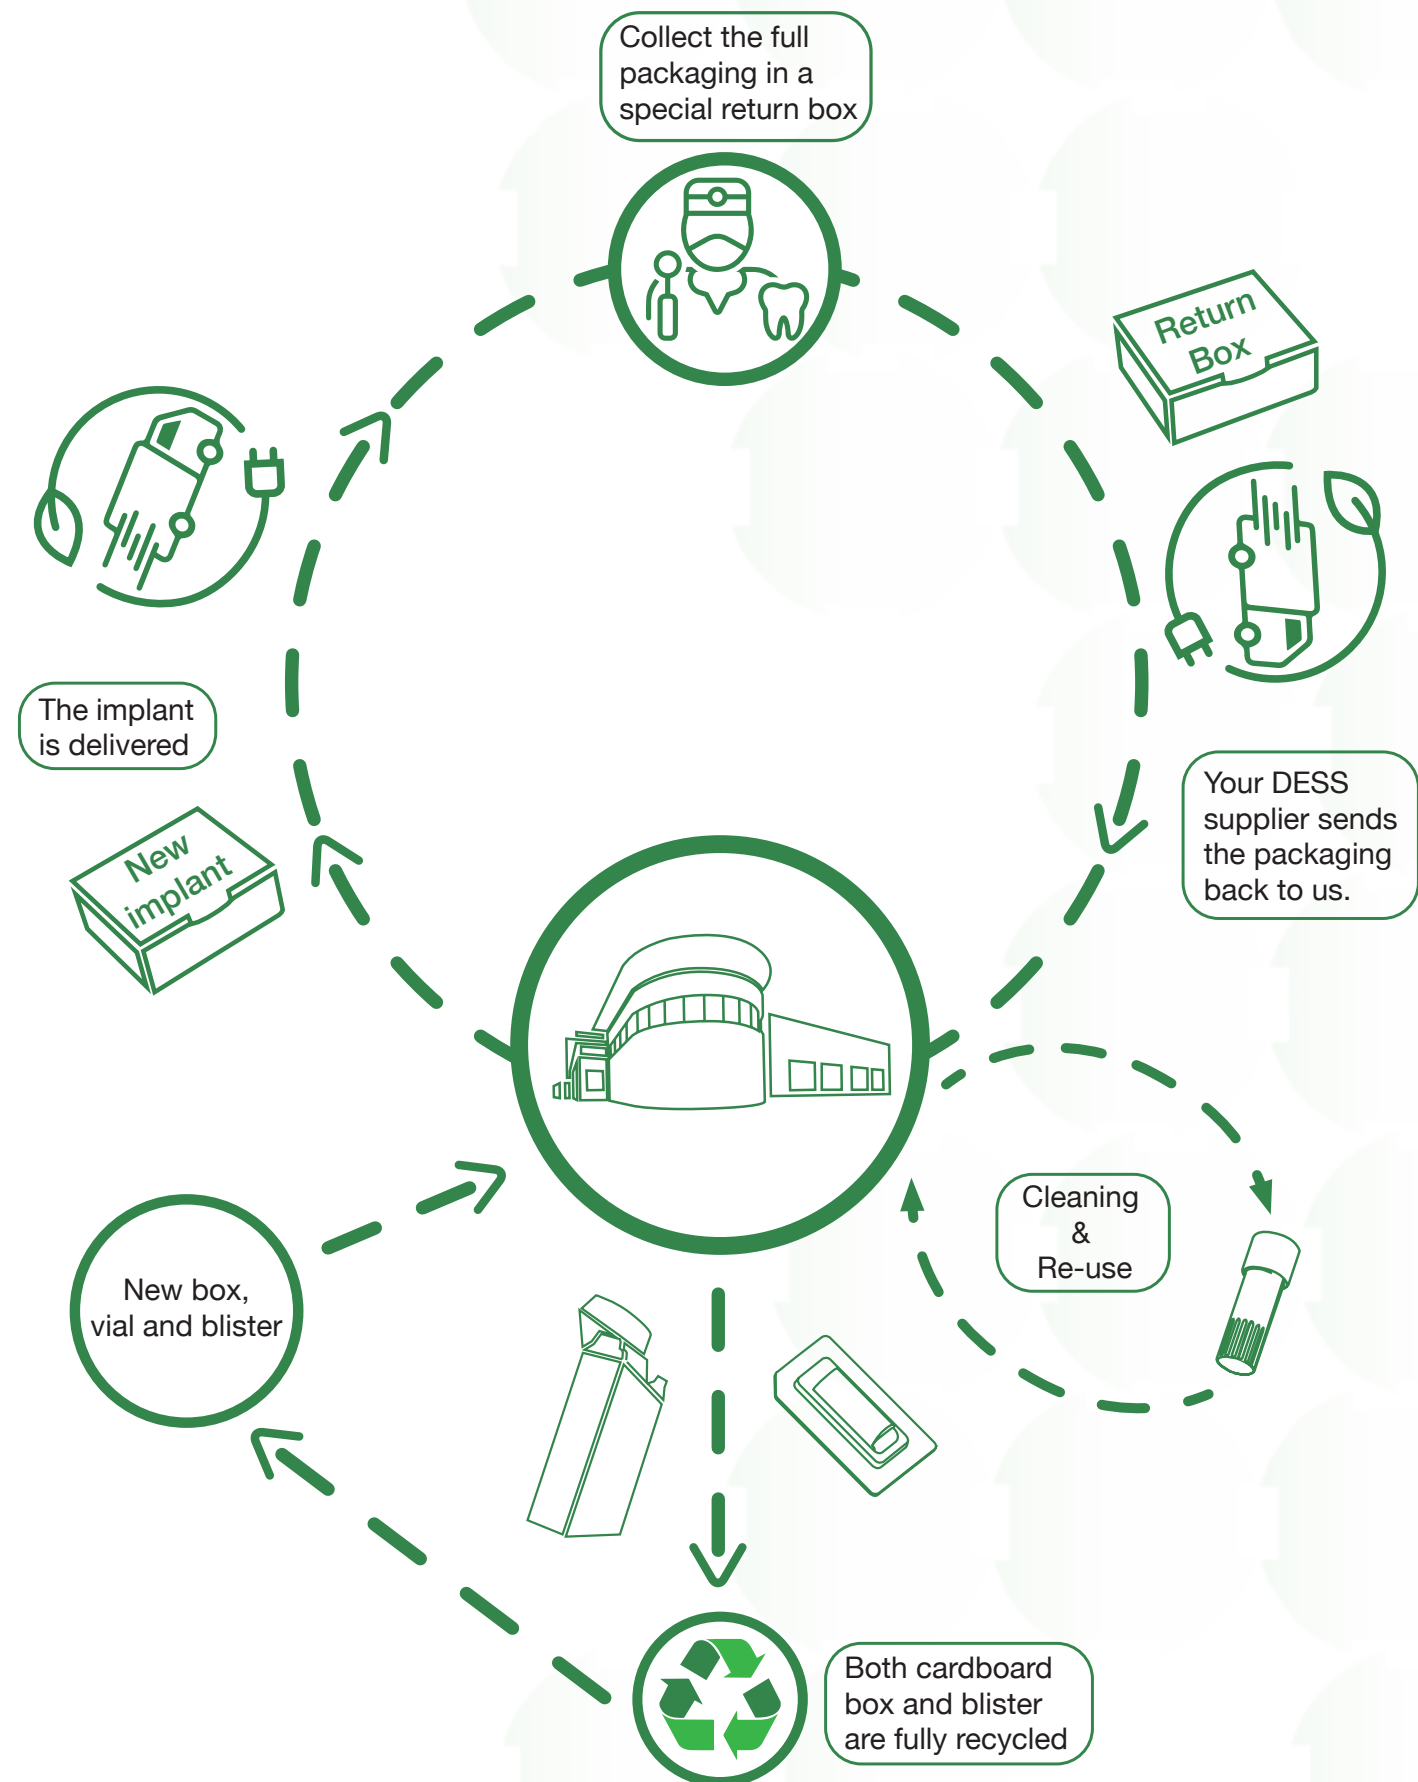 Collect the full
packaging in a
special return box
Return
Box
The implant
is delivered
Your DESS
supplier sends
the packaging
back to us.
New
implant
Cleaning
&
Re-use
New box,
vial and blister
Both cardboard
box and blister
are fully recycled